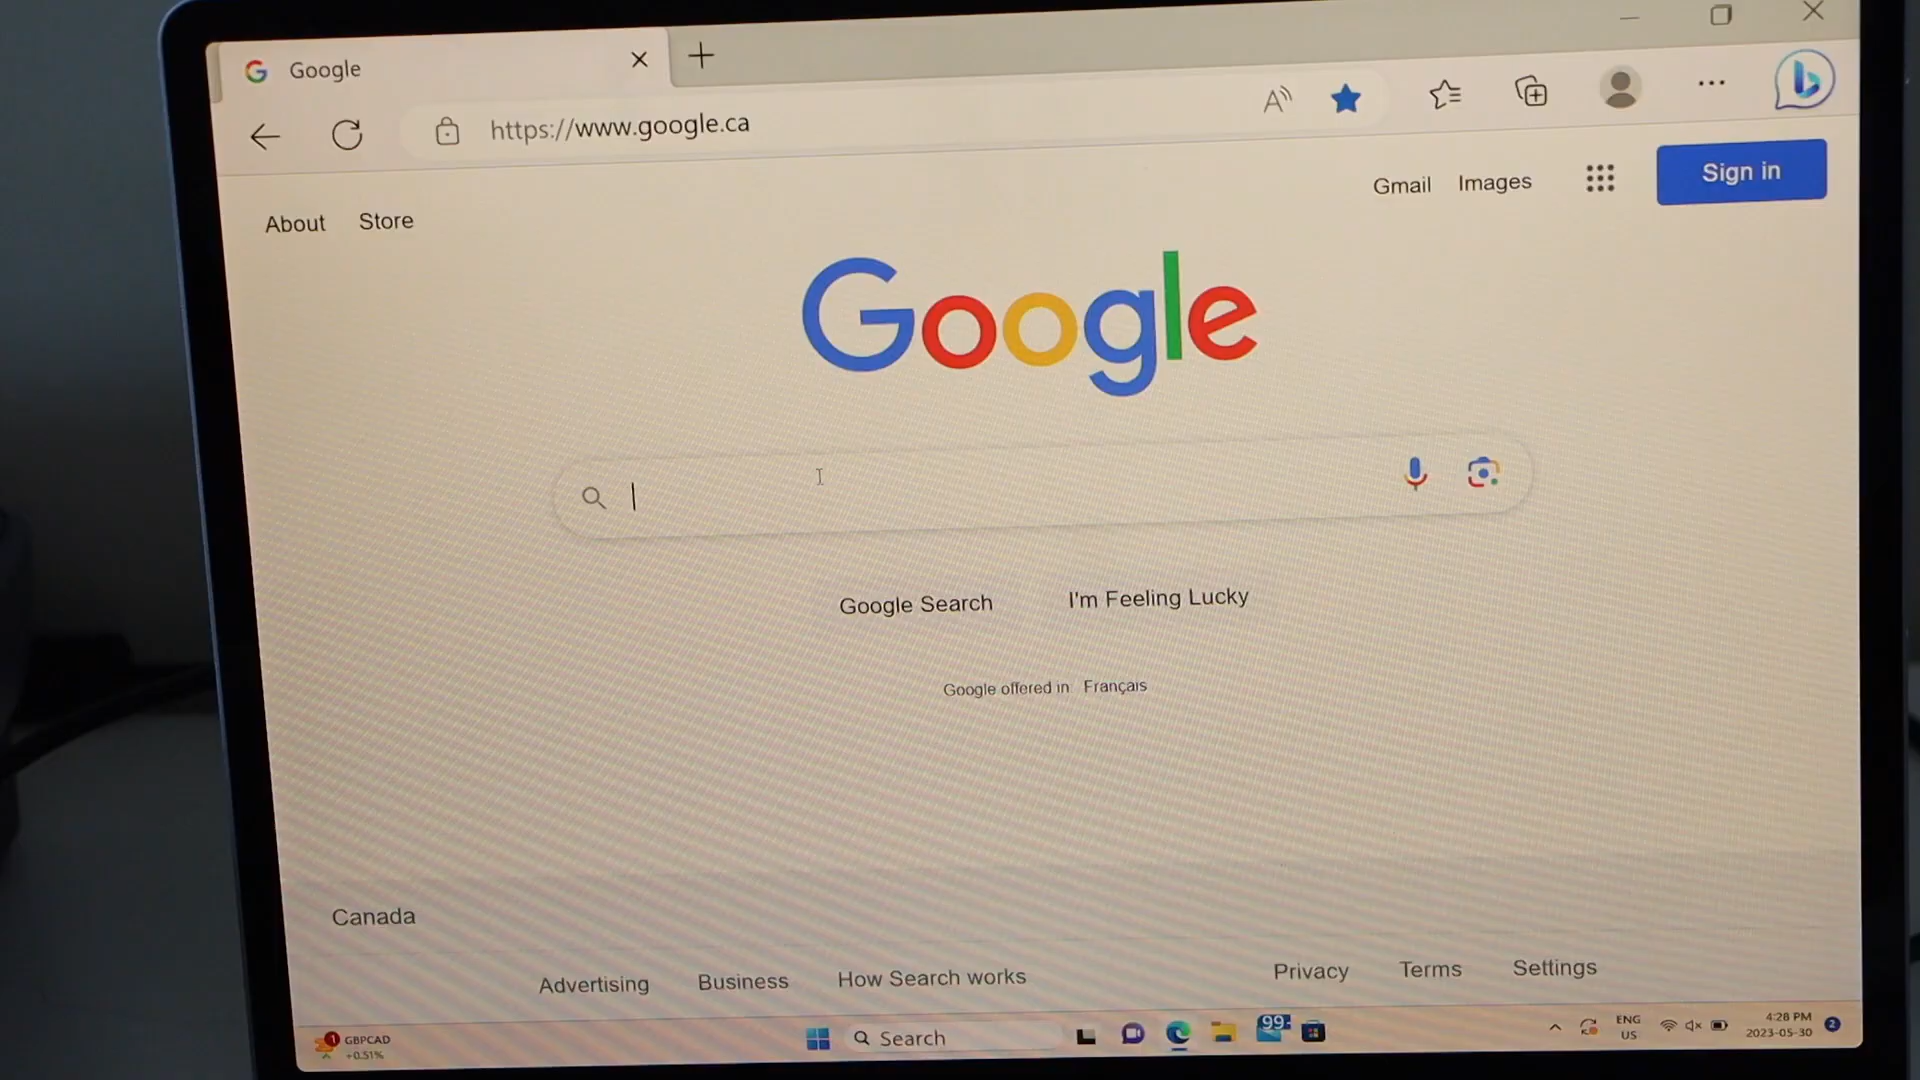 Google
https://www.google.ca
About Store
Gmail Images Sign in
Google
Google Search I'm Feeling Lucky
Google offered in: Français
Canada
Advertising Business How Search works
Privacy Terms Settings
1 GBPCAD
+0.51%
Search
99+
ENG
US
4:28 PM
2023-05-30
2